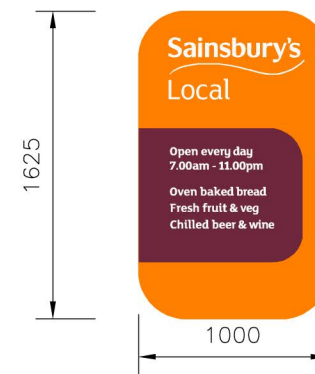 Sainsbury's
Local
Open every day
7.00am - 11.00pm
Oven baked bread
Fresh fruit & veg
Chilled beer & wine
1625
1000